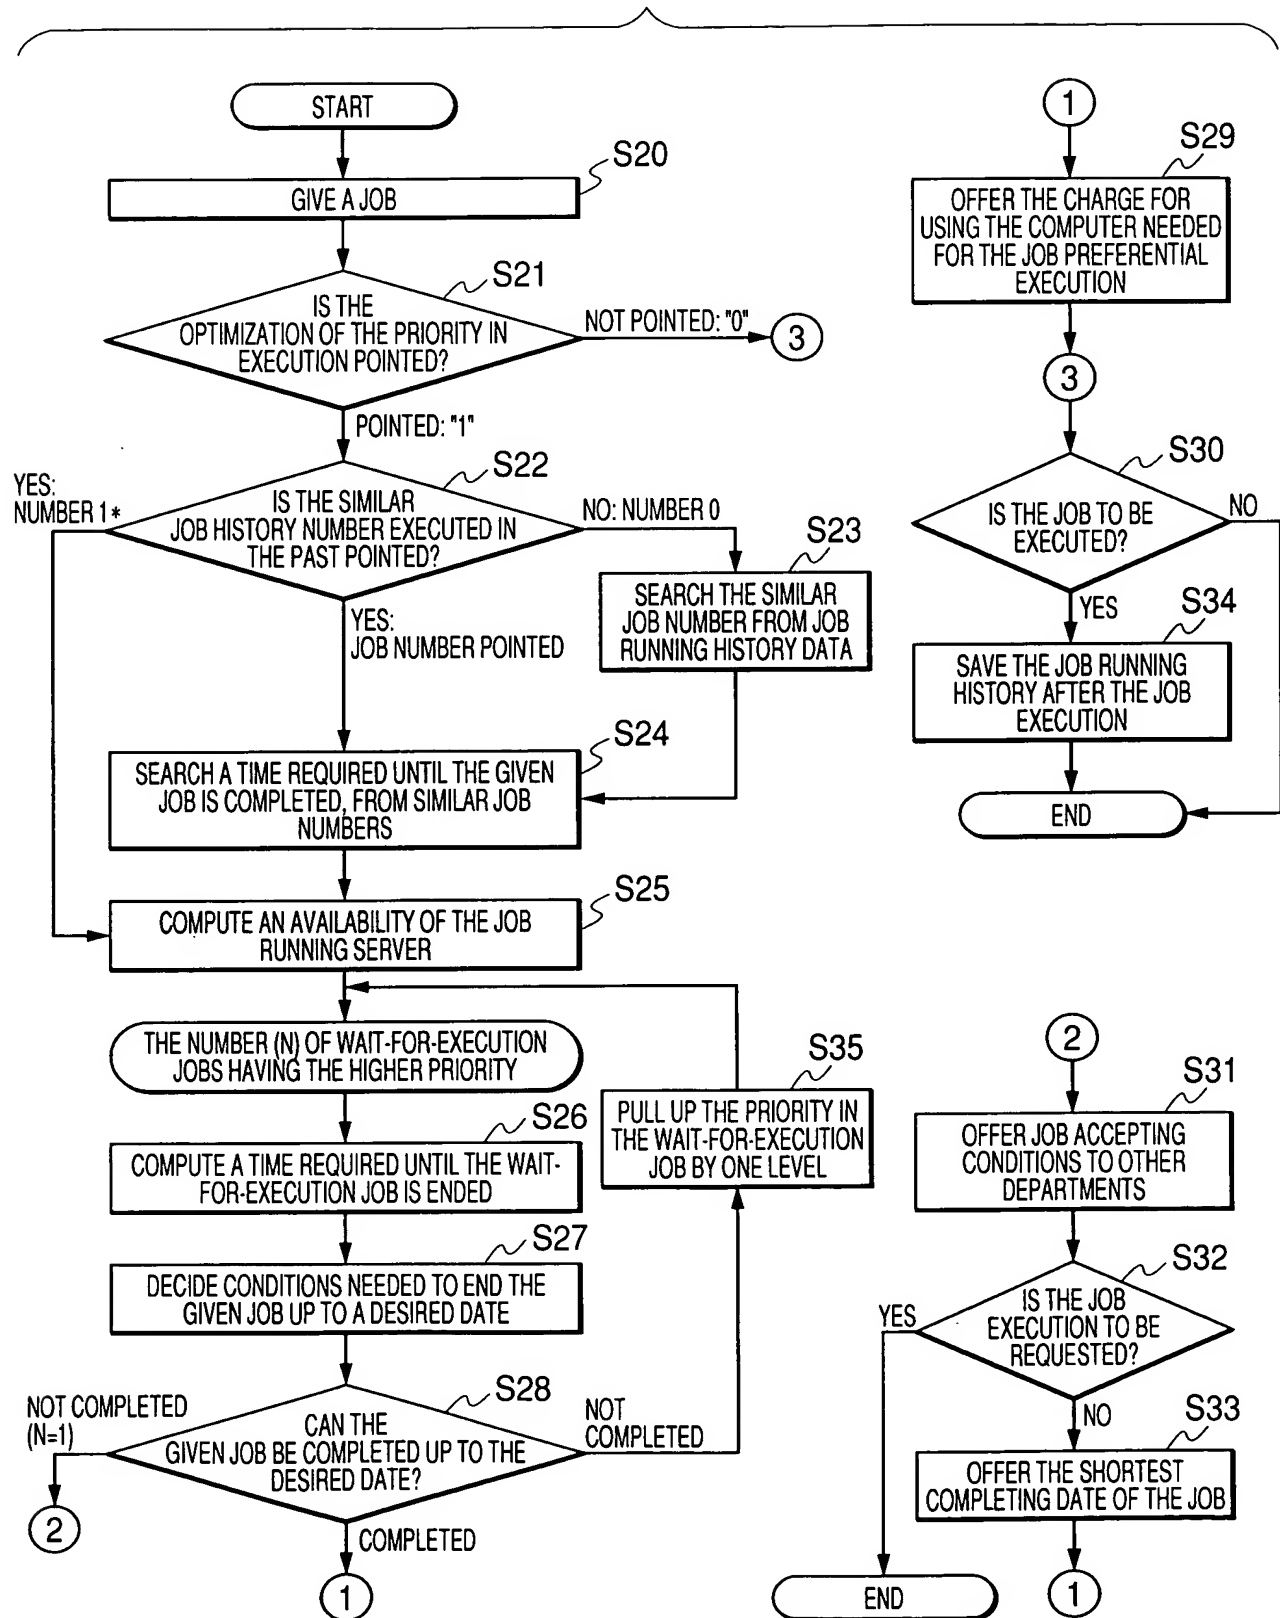 START
S20
GIVE A JOB
S21
IS THE
OPTIMIZATION OF THE PRIORITY IN
EXECUTION POINTED?
NOT POINTED: "0"
3
POINTED: "1"
S22
YES:
NUMBER 1*
IS THE SIMILAR
JOB HISTORY NUMBER EXECUTED IN
THE PAST POINTED?
NO: NUMBER 0
S23
SEARCH THE SIMILAR
JOB NUMBER FROM JOB
RUNNING HISTORY DATA
YES:
JOB NUMBER POINTED
S24
SEARCH A TIME REQUIRED UNTIL THE GIVEN
JOB IS COMPLETED, FROM SIMILAR JOB
NUMBERS
S25
COMPUTE AN AVAILABILITY OF THE JOB
RUNNING SERVER
THE NUMBER (N) OF WAIT-FOR-EXECUTION
JOBS HAVING THE HIGHER PRIORITY
S35
PULL UP THE PRIORITY IN
THE WAIT-FOR-EXECUTION
JOB BY ONE LEVEL
S26
COMPUTE A TIME REQUIRED UNTIL THE WAIT-
FOR-EXECUTION JOB IS ENDED
S27
DECIDE CONDITIONS NEEDED TO END THE
GIVEN JOB UP TO A DESIRED DATE
S28
NOT COMPLETED
(N=1)
CAN THE
GIVEN JOB BE COMPLETED UP TO THE
DESIRED DATE?
NOT
COMPLETED
2
COMPLETED
1
1
S29
OFFER THE CHARGE FOR
USING THE COMPUTER NEEDED
FOR THE JOB PREFERENTIAL
EXECUTION
3
S30
IS THE JOB TO BE
EXECUTED?
NO
YES
S34
SAVE THE JOB RUNNING
HISTORY AFTER THE JOB
EXECUTION
END
2
S31
OFFER JOB ACCEPTING
CONDITIONS TO OTHER
DEPARTMENTS
S32
YES
IS THE JOB
EXECUTION TO BE
REQUESTED?
NO
S33
OFFER THE SHORTEST
COMPLETING DATE OF THE JOB
END
1